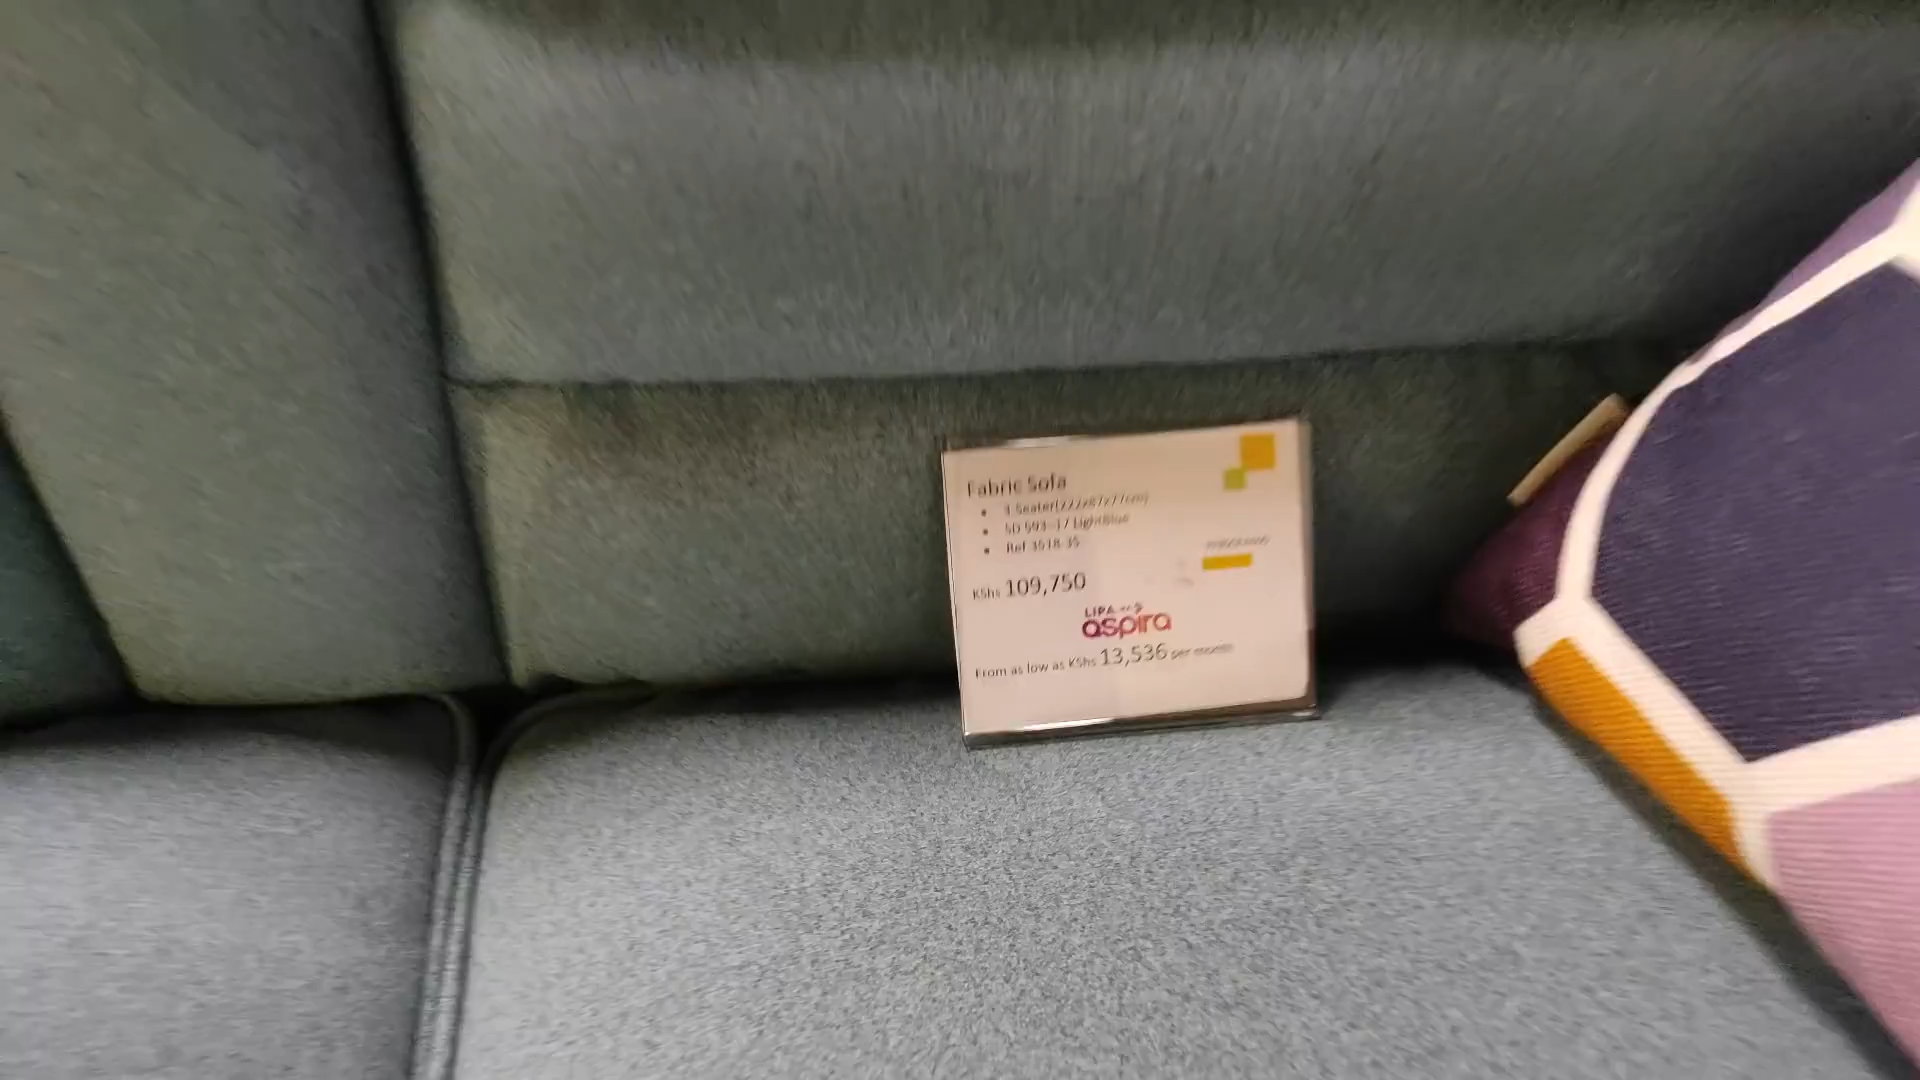 Fabric Sofa
3 Seater(222x87x77cm)
SD 593-17 LightBlue
Ref 3518-35
KShs 109,750
LIPA
aspira
From as low as KShs 13,536 per month